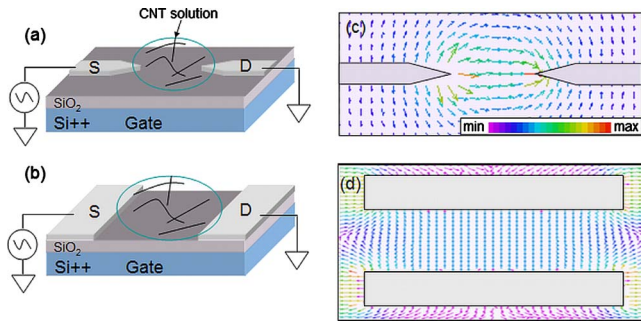 CNT solution
(a)
S
D
SiO2
Si++ Gate
(b)
S
D
SiO2
Si++ Gate
(c)
min max
(d)